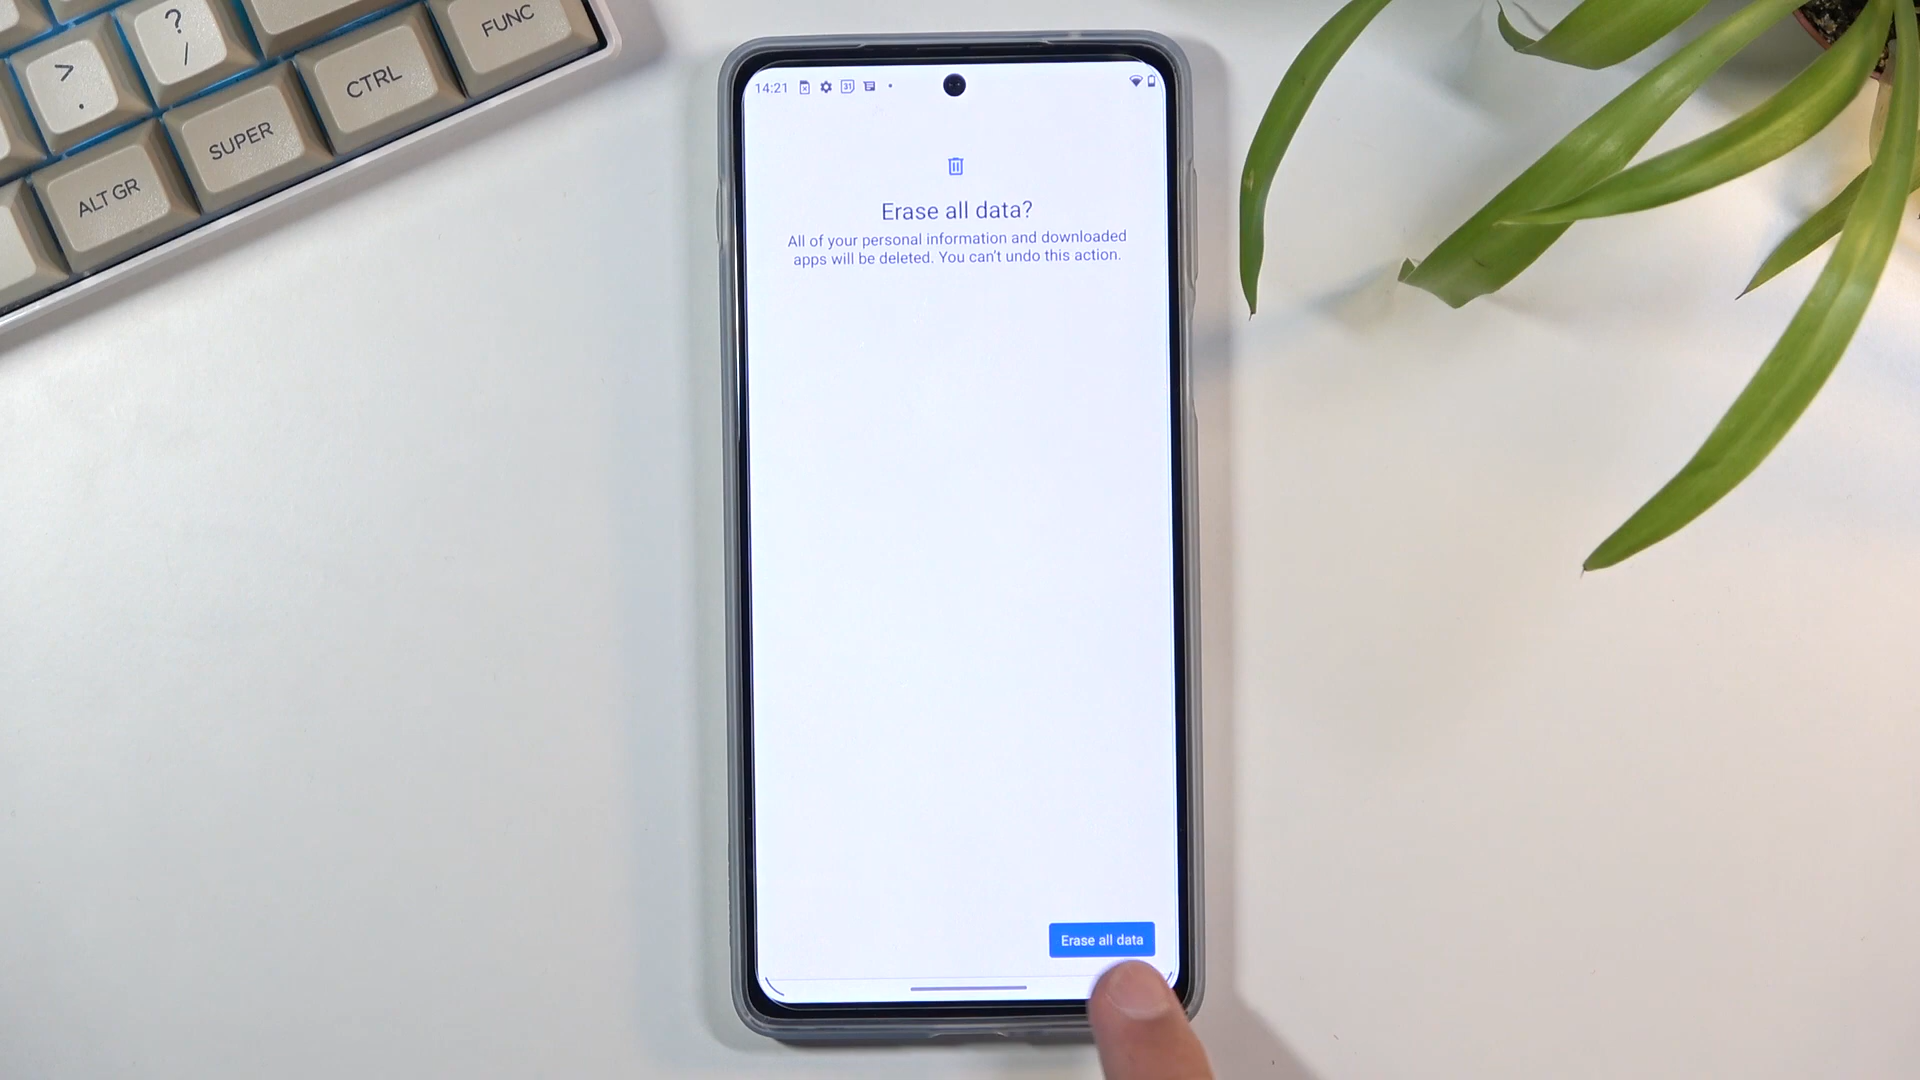 ?
/
>
.
FUNC
CTRL
SUPER
ALT GR
14:21
31
Erase all data?
All of your personal information and downloaded
apps will be deleted. You can't undo this action.
Erase all data